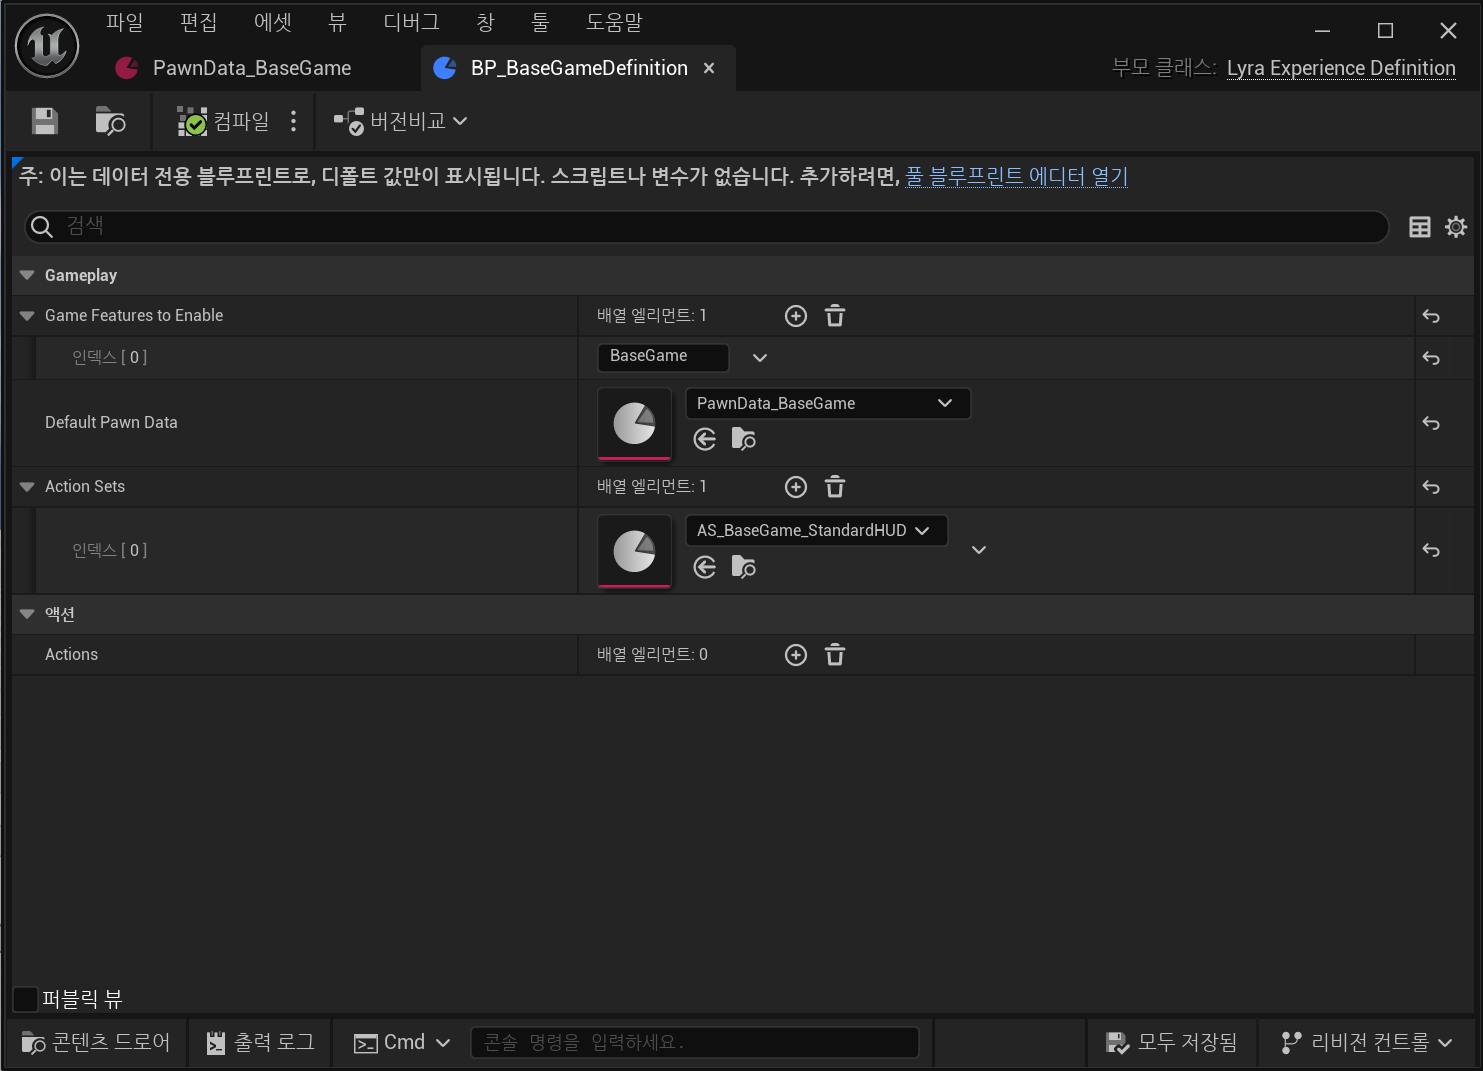 파일 편집 에셋 뷰 디버그 창 툴 도움말
PawnData_BaseGame BP_BaseGameDefinition 부모 클래스: Lyra Experience Definition
컴파일 버전비교
주: 이는 데이터 전용 블루프린트로, 디폴트 값만이 표시됩니다. 스크립트나 변수가 없습니다. 추가하려면, 풀 블루프린트 에디터 열기
검색
Gameplay
Game Features to Enable 배열 엘리먼트: 1
인덱스 [ 0 ] BaseGame
Default Pawn Data PawnData_BaseGame
Action Sets 배열 엘리먼트: 1
인덱스 [ 0 ] AS_BaseGame_StandardHUD
액션
Actions 배열 엘리먼트: 0
퍼블릭 뷰
콘텐츠 드로어 출력 로그 Cmd 콘솔 명령을 입력하세요. 모두 저장됨 리비전 컨트롤